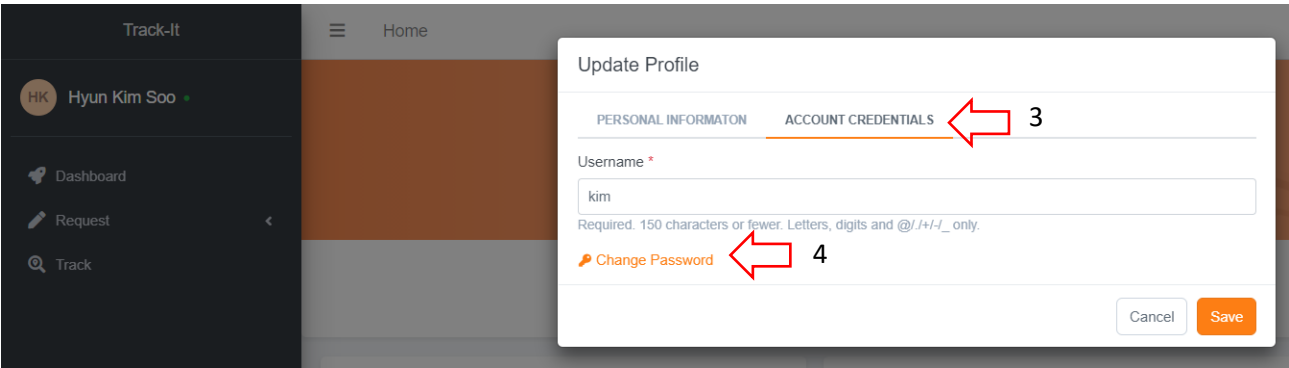 Track-It
Home
HK
Hyun Kim Soo
Dashboard
Request
Track
Update Profile
PERSONAL INFORMATON
ACCOUNT CREDENTIALS
3
Username *
kim
Required. 150 characters or fewer. Letters, digits and @/./+/-/_ only.
Change Password
4
Cancel
Save